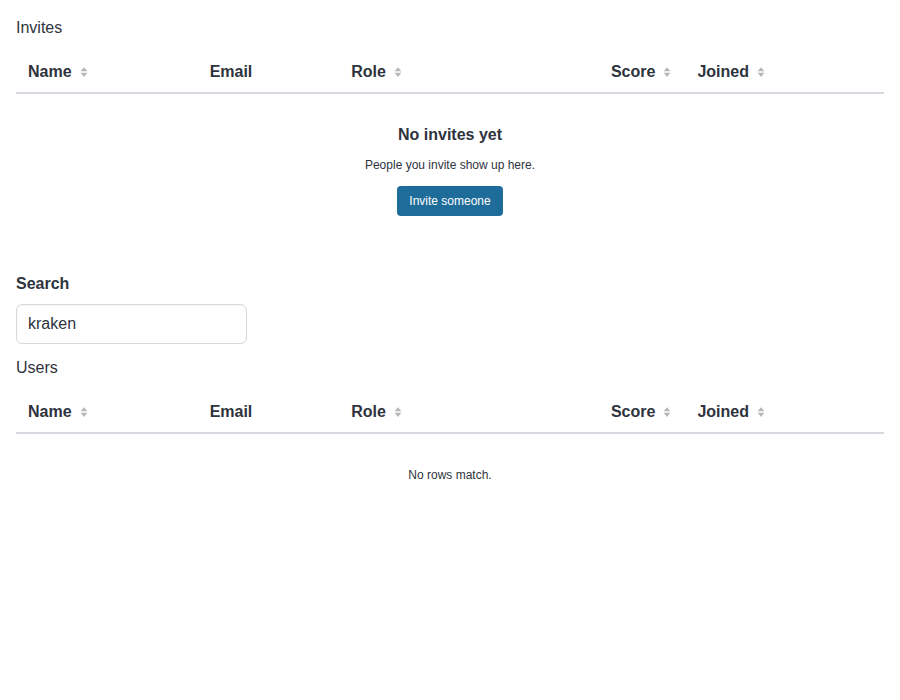 Invites
Name Email Role Score Joined
No invites yet
People you invite show up here.
Invite someone
Search
kraken
Users
Name Email Role Score Joined
No rows match.